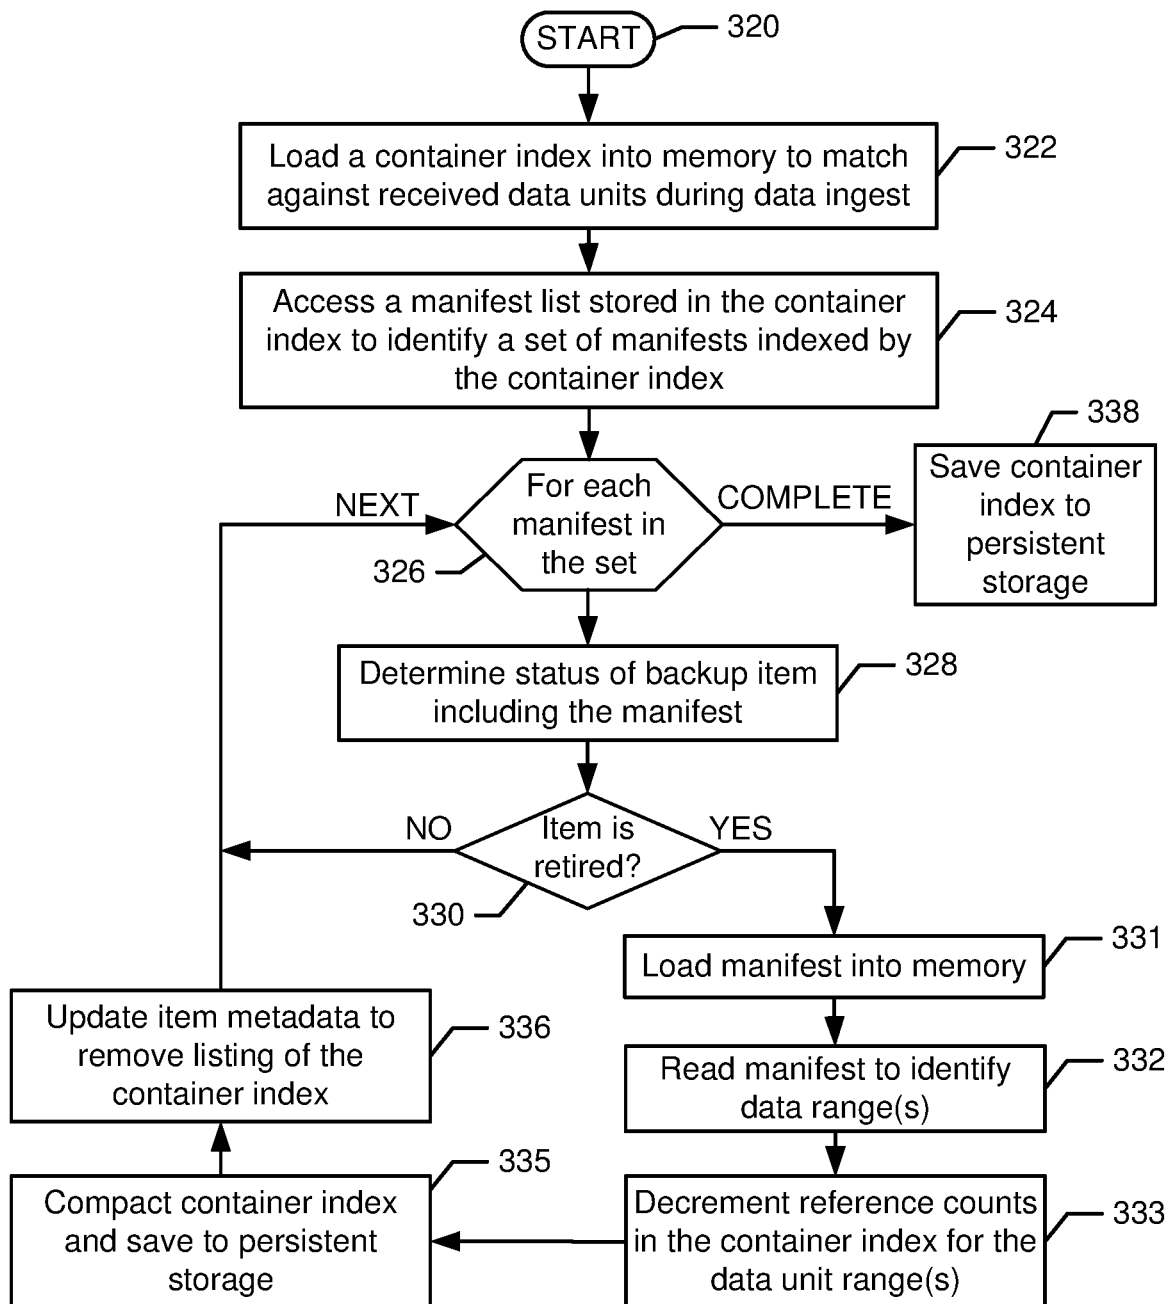 START
320
Load a container index into memory to match
against received data units during data ingest
322
Access a manifest list stored in the container
index to identify a set of manifests indexed by
the container index
324
338
Save container
index to
persistent
storage
NEXT
For each
manifest in
the set
COMPLETE
326
Determine status of backup item
including the manifest
328
NO
Item is
retired?
YES
330
331
Load manifest into memory
Update item metadata to
remove listing of the
container index
336
Read manifest to identify
data range(s)
332
335
Compact container index
and save to persistent
storage
Decrement reference counts
in the container index for the
data unit range(s)
333